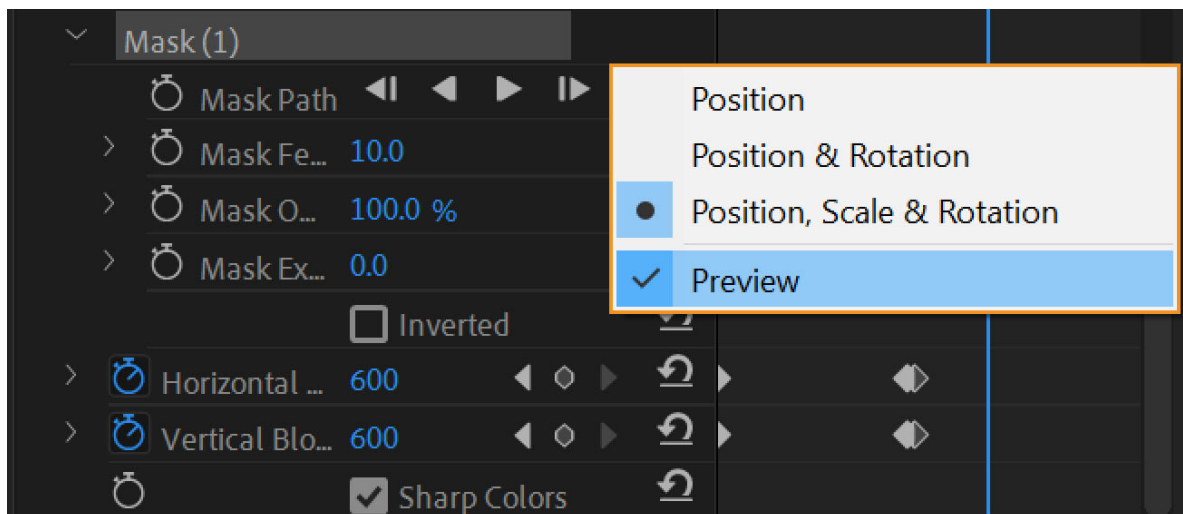 Mask (1)
Mask Path
Position
Position & Rotation
Mask Fe... 10.0
Mask O... 100.0 %
Position, Scale & Rotation
Mask Ex... 0.0
Preview
Inverted
Horizontal ... 600
Vertical Blo... 600
Sharp Colors